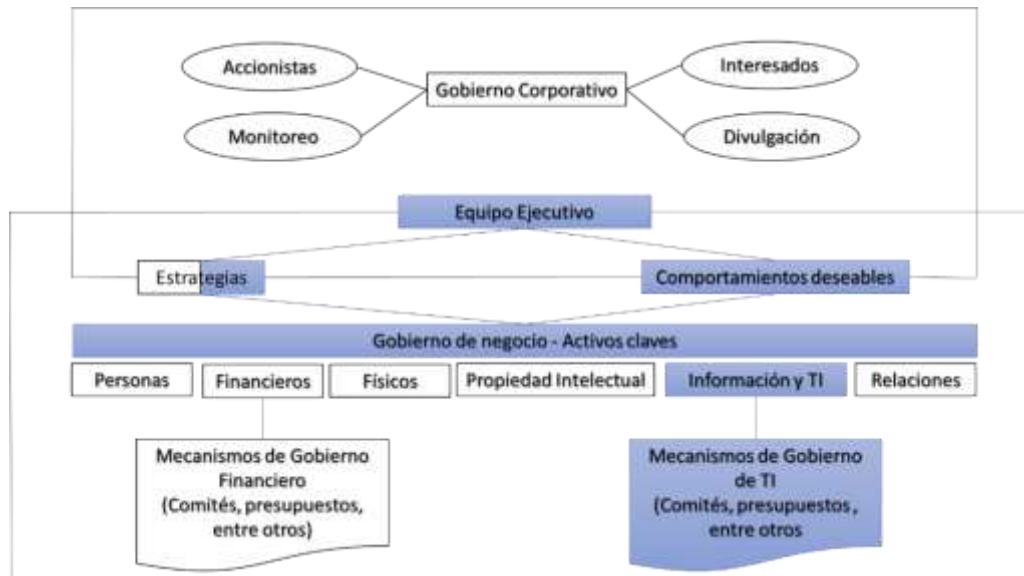 Accionistas
Interesados
Gobierno Corporativo
Monitoreo
Divulgación
Equipo Ejecutivo
Estrategias
Comportamientos deseables
Gobierno de negocio - Activos claves
Personas
Financieros
Físicos
Propiedad Intelectual
Información y TI
Relaciones
Mecanismos de Gobierno
Financiero
(Comités, presupuestos,
entre otros)
Mecanismos de Gobierno
de TI
(Comités, presupuestos ,
entre otros